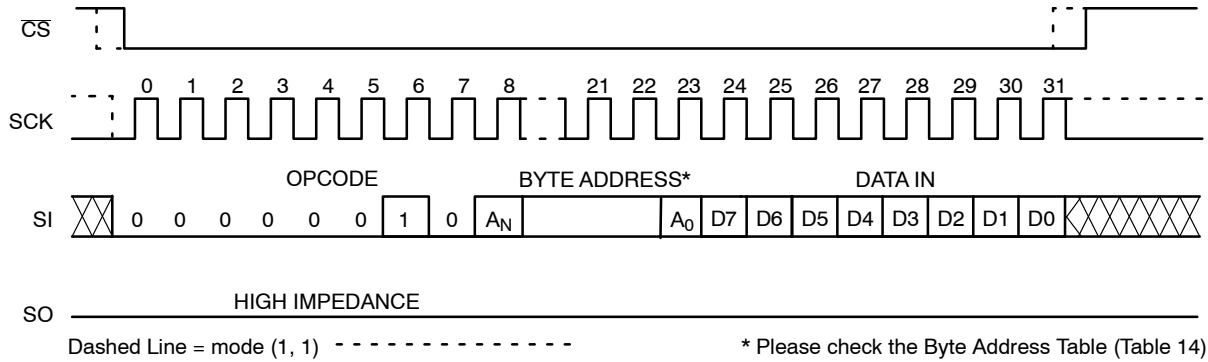 CS
0 1 2 3 4 5 6 7 8 21 22 23 24 25 26 27 28 29 30 31
SCK
OPCODE BYTE ADDRESS* DATA IN
SI 0 0 0 0 0 0 1 0 AN A0 D7 D6 D5 D4 D3 D2 D1 D0
HIGH IMPEDANCE
SO
Dashed Line = mode (1, 1) * Please check the Byte Address Table (Table 14)